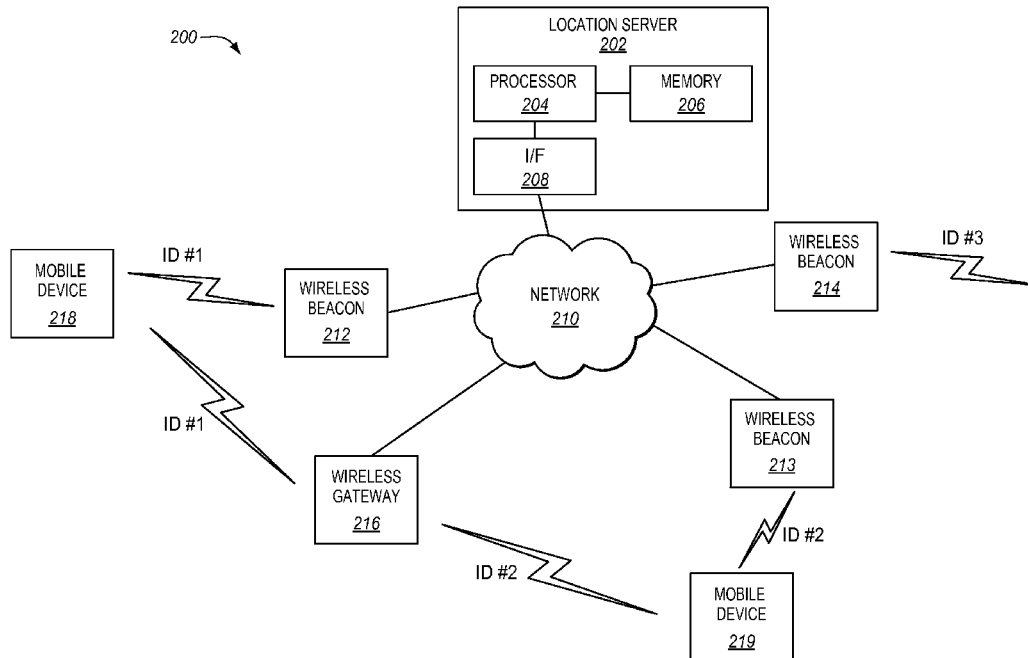 200
LOCATION SERVER
202
PROCESSOR
204
MEMORY
206
I/F
208
MOBILE
DEVICE
218
ID #1
WIRELESS
BEACON
212
NETWORK
210
WIRELESS
BEACON
214
ID #3
ID #1
WIRELESS
GATEWAY
216
WIRELESS
BEACON
213
ID #2
ID #2
MOBILE
DEVICE
219